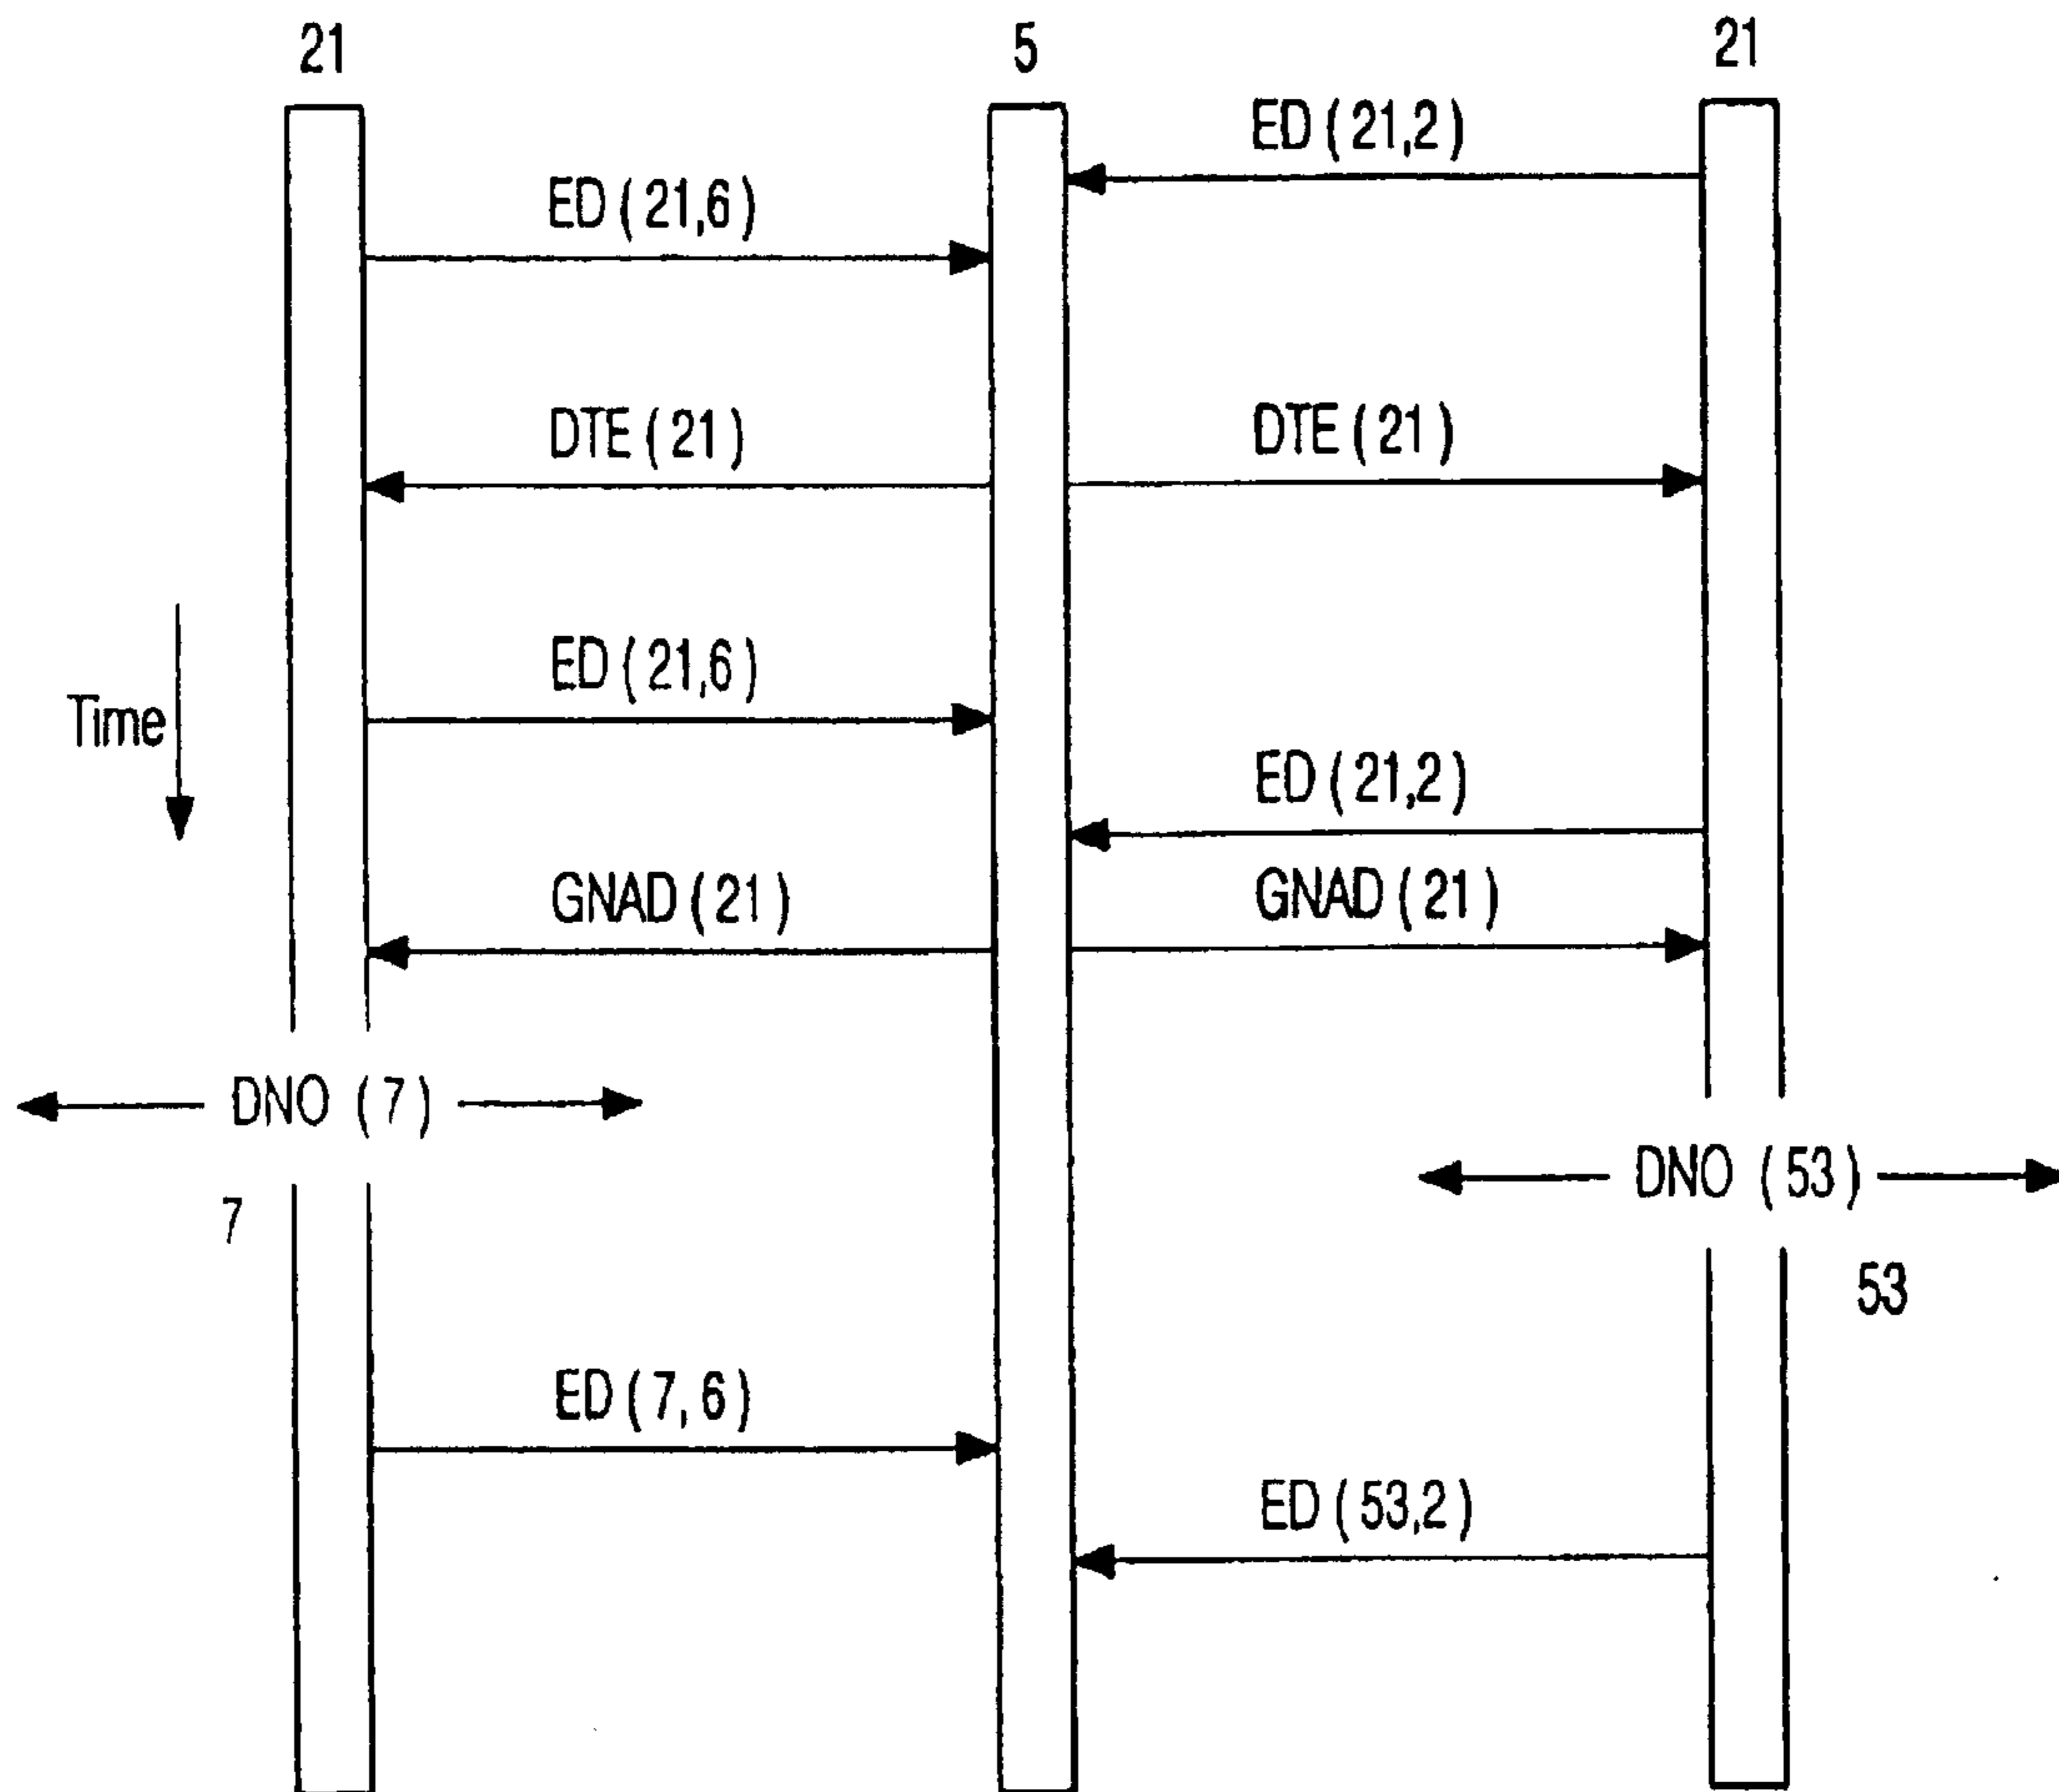 21
5
21
ED (21,2)
ED (21,6)
DTE (21)
DTE (21)
ED (21,6)
Time
ED (21,2)
GNAD (21)
GNAD (21)
DNO (7)
DNO (53)
7
53
ED (7,6)
ED (53,2)